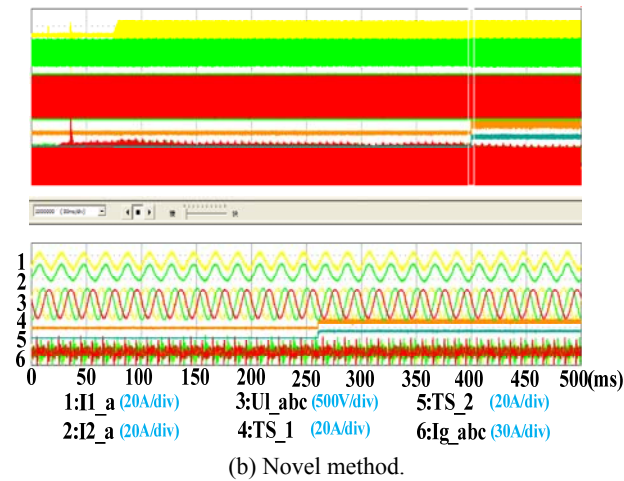 1
2
3
4
5
6
0 50 100 150 200 250 300 350 400 450 500(ms)
1:I1_a (20A/div) 3:Ul_abc (500V/div) 5:TS_2 (20A/div)
2:I2_a (20A/div) 4:TS_1 (20A/div) 6:Ig_abc (30A/div)
(b) Novel method.